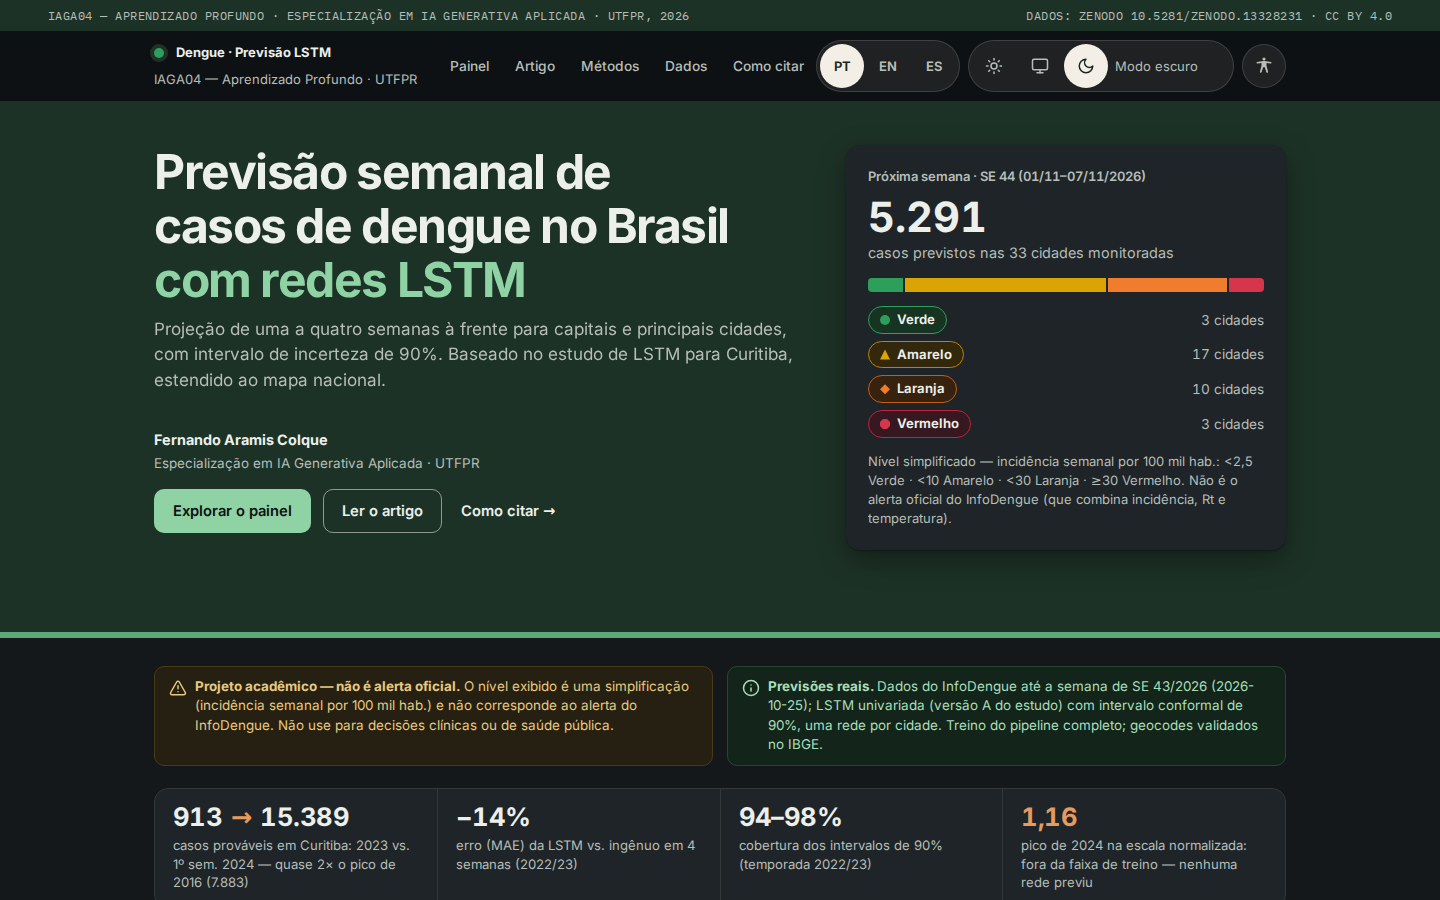 IAGA04 — APRENDIZADO PROFUNDO · ESPECIALIZAÇÃO EM IA GENERATIVA APLICADA · UTFPR, 2026
DADOS: ZENODO 10.5281/ZENODO.13328231 · CC BY 4.0
Dengue · Previsão LSTM
IAGA04 — Aprendizado Profundo · UTFPR
Painel
Artigo
Métodos
Dados
Como citar
PT
EN
ES
Modo escuro
Previsão semanal de
casos de dengue no Brasil
com redes LSTM
Projeção de uma a quatro semanas à frente para capitais e principais cidades,
com intervalo de incerteza de 90%. Baseado no estudo de LSTM para Curitiba,
estendido ao mapa nacional.
Fernando Aramis Colque
Especialização em IA Generativa Aplicada · UTFPR
Explorar o painel
Ler o artigo
Como citar →
Próxima semana · SE 44 (01/11–07/11/2026)
5.291
casos previstos nas 33 cidades monitoradas
Verde
3 cidades
Amarelo
17 cidades
Laranja
10 cidades
Vermelho
3 cidades
Nível simplificado — incidência semanal por 100 mil hab.: <2,5
Verde · <10 Amarelo · <30 Laranja · ≥30 Vermelho. Não é o
alerta oficial do InfoDengue (que combina incidência, Rt e
temperatura).
Projeto acadêmico — não é alerta oficial. O nível exibido é uma simplificação
(incidência semanal por 100 mil hab.) e não corresponde ao alerta do
InfoDengue. Não use para decisões clínicas ou de saúde pública.
Previsões reais. Dados do InfoDengue até a semana de SE 43/2026 (2026-
10-25); LSTM univariada (versão A do estudo) com intervalo conformal de
90%, uma rede por cidade. Treino do pipeline completo; geocodes validados
no IBGE.
913 → 15.389
casos prováveis em Curitiba: 2023 vs.
1º sem. 2024 — quase 2× o pico de
2016 (7.883)
−14%
erro (MAE) da LSTM vs. ingênuo em 4
semanas (2022/23)
94–98%
cobertura dos intervalos de 90%
(temporada 2022/23)
1,16
pico de 2024 na escala normalizada:
fora da faixa de treino — nenhuma
rede previu